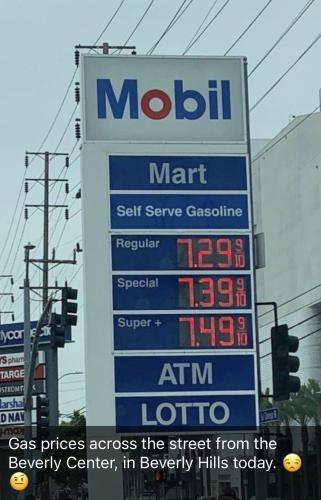 Mobil
Mart
Self Serve Gasoline
Regular 7.29 9/10
Special 7.39 9/10
Super+ 7.49 9/10
ATM
LOTTO
TARGE
Gas prices across the street from the
Beverly Center, in Beverly Hills today. 😒
🤨